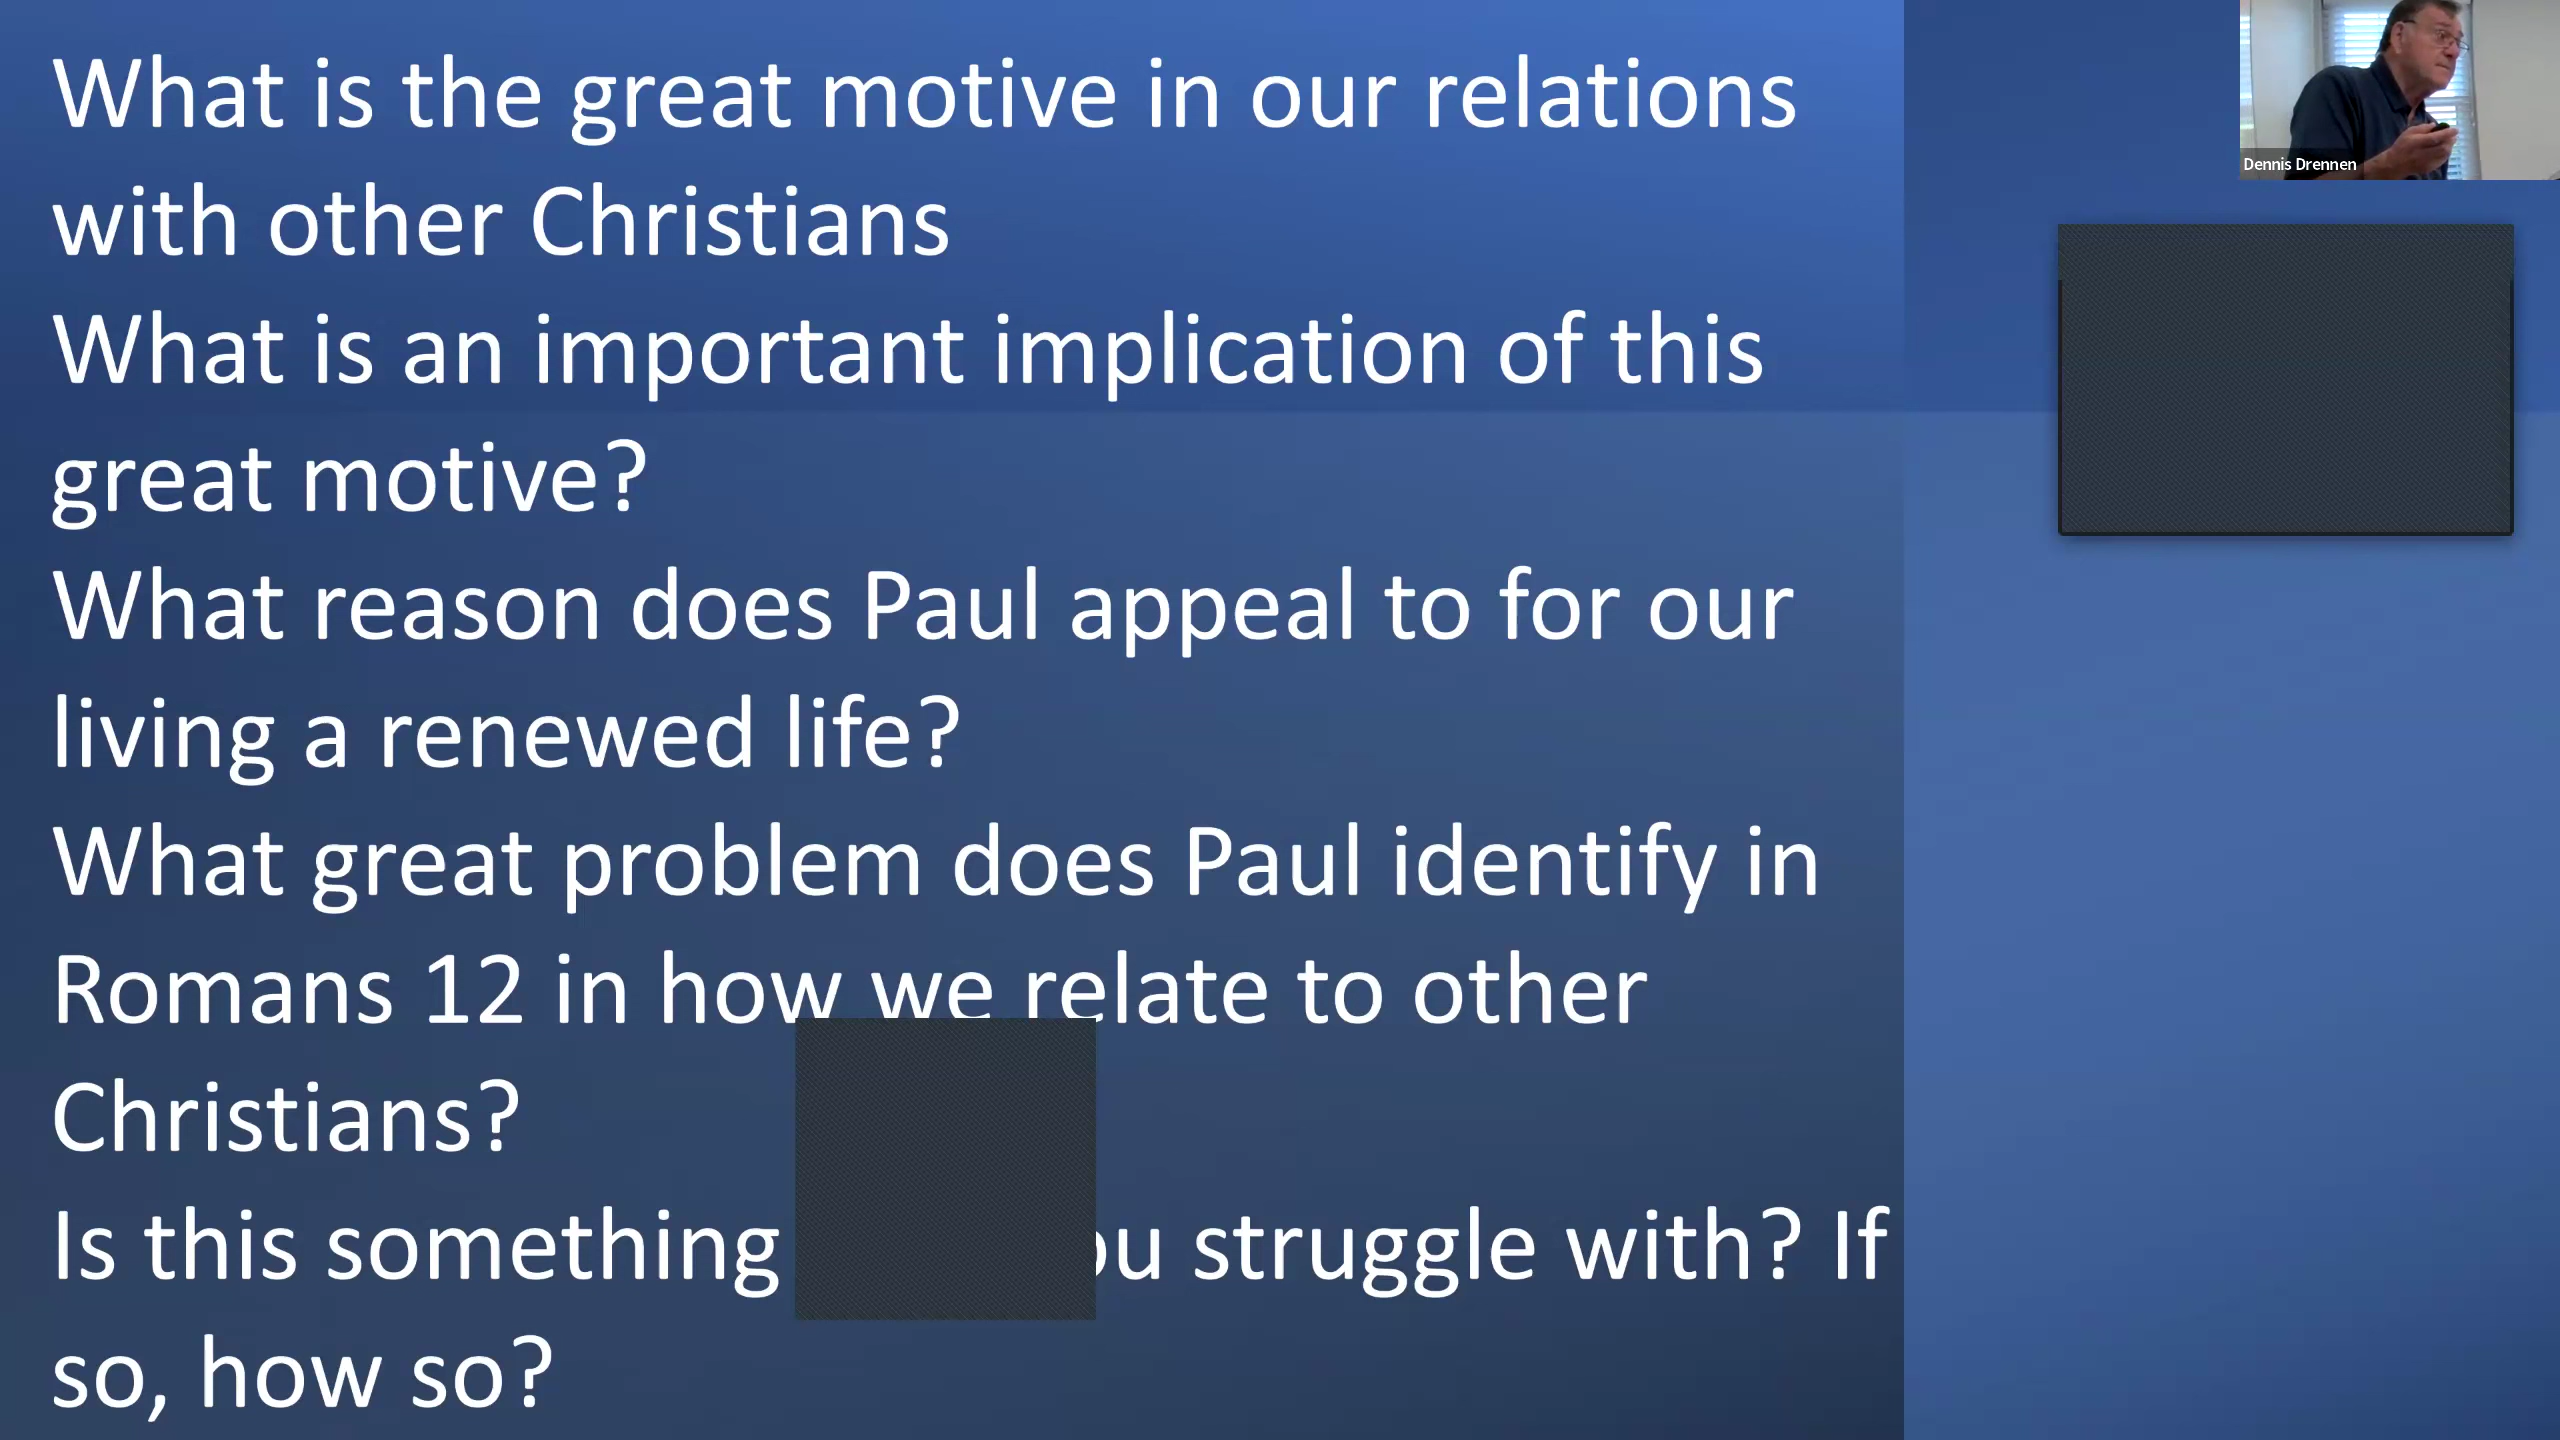 What is the great motive in our relations
with other Christians
What is an important implication of this
great motive?
What reason does Paul appeal to for our
living a renewed life?
What great problem does Paul identify in
Romans 12 in how we relate to other
Christians?
Is this something struggle with? If
so, how so?
Dennis Drennen